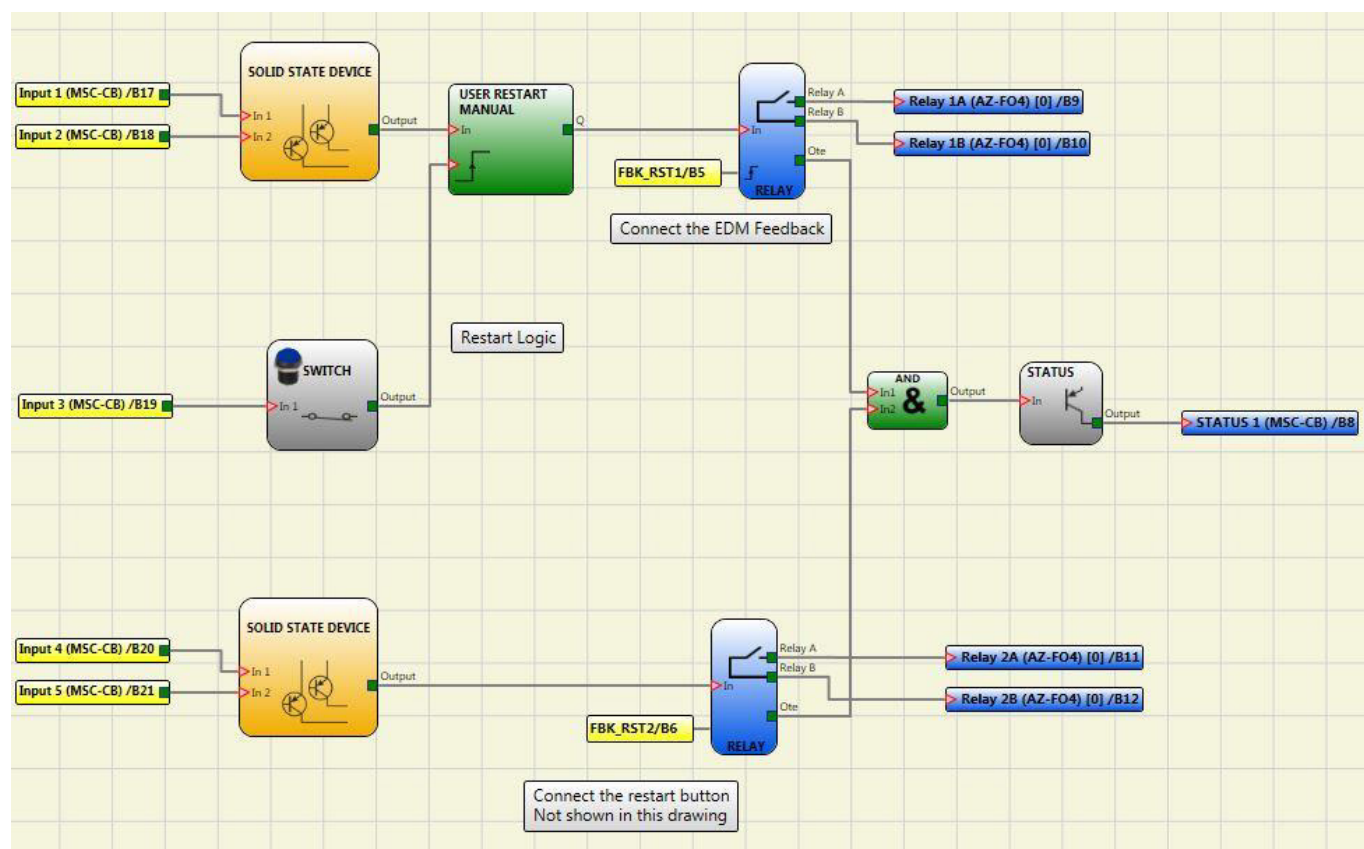 SOLID STATE DEVICE
Input 1 (MSC-CB) /B17
Input 2 (MSC-CB) /B18
In 1
In 2
Output
USER RESTART
MANUAL
In
Q
In
Relay A
Relay B
Ote
RELAY
FBK_RST1/B5
Relay 1A (AZ-FO4) [0] /B9
Relay 1B (AZ-FO4) [0] /B10
Connect the EDM Feedback
Restart Logic
SWITCH
Input 3 (MSC-CB) /B19
In 1
Output
AND
In1
In2
&
Output
STATUS
In
Output
STATUS 1 (MSC-CB) /B8
SOLID STATE DEVICE
Input 4 (MSC-CB) /B20
Input 5 (MSC-CB) /B21
In 1
In 2
Output
In
Relay A
Relay B
Ote
RELAY
FBK_RST2/B6
Relay 2A (AZ-FO4) [0] /B11
Relay 2B (AZ-FO4) [0] /B12
Connect the restart button
Not shown in this drawing